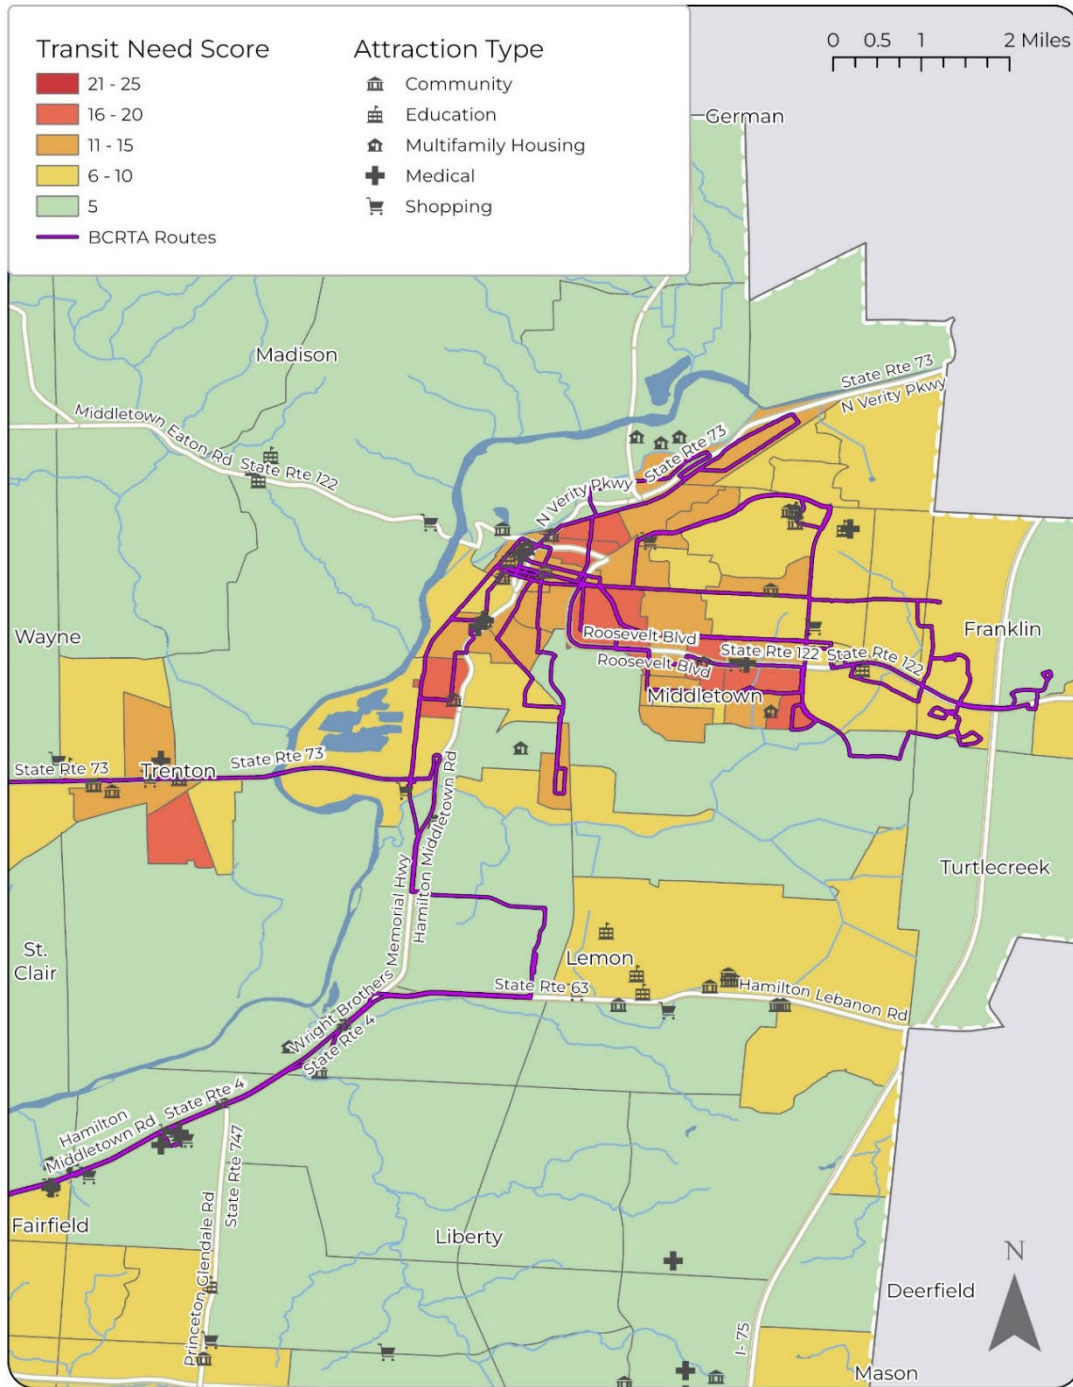 Transit Need Score
21 - 25
16 - 20
11 - 15
6 - 10
5
BCRTA Routes
Attraction Type
Community
Education
Multifamily Housing
Medical
Shopping
0 0.5 1 2 Miles
German
Madison
State Rte 73
N Verity Pkwy
Middletown Eaton Rd
State Rte 122
State Rte 73
N Verity Pkwy
Wayne
Franklin
Roosevelt Blvd
State Rte 122
State Rte 122
Roosevelt Blvd
Middletown
State Rte 73
State Rte 73
Trenton
Hamilton Middletown Rd
Turtlecreek
St.
Clair
Wright Brothers Memorial Hwy
Lemon
State Rte 63
Hamilton Lebanon Rd
State Rte 4
State Rte 4
Hamilton
Middletown Rd
State Rte 747
Princeton Glendale Rd
Fairfield
Liberty
N
Deerfield
I-75
Mason